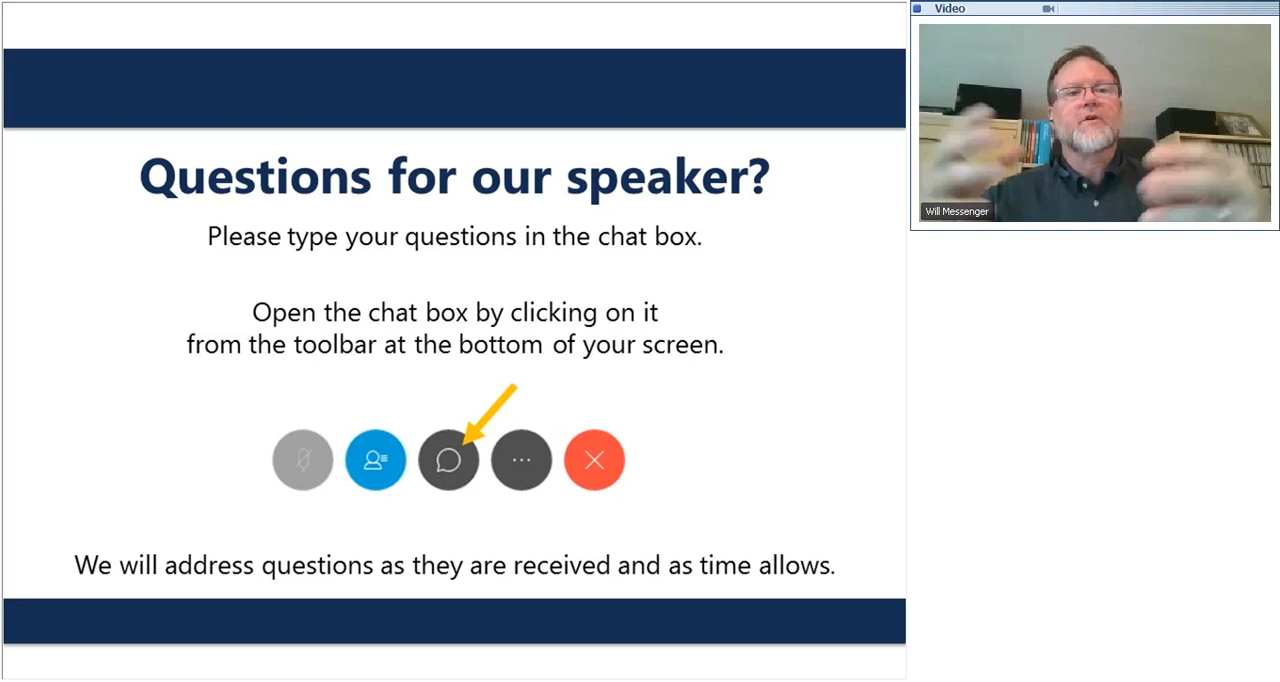 Questions for our speaker?
Please type your questions in the chat box.
Open the chat box by clicking on it
from the toolbar at the bottom of your screen.
We will address questions as they are received and as time allows.
Video
Will Messenger